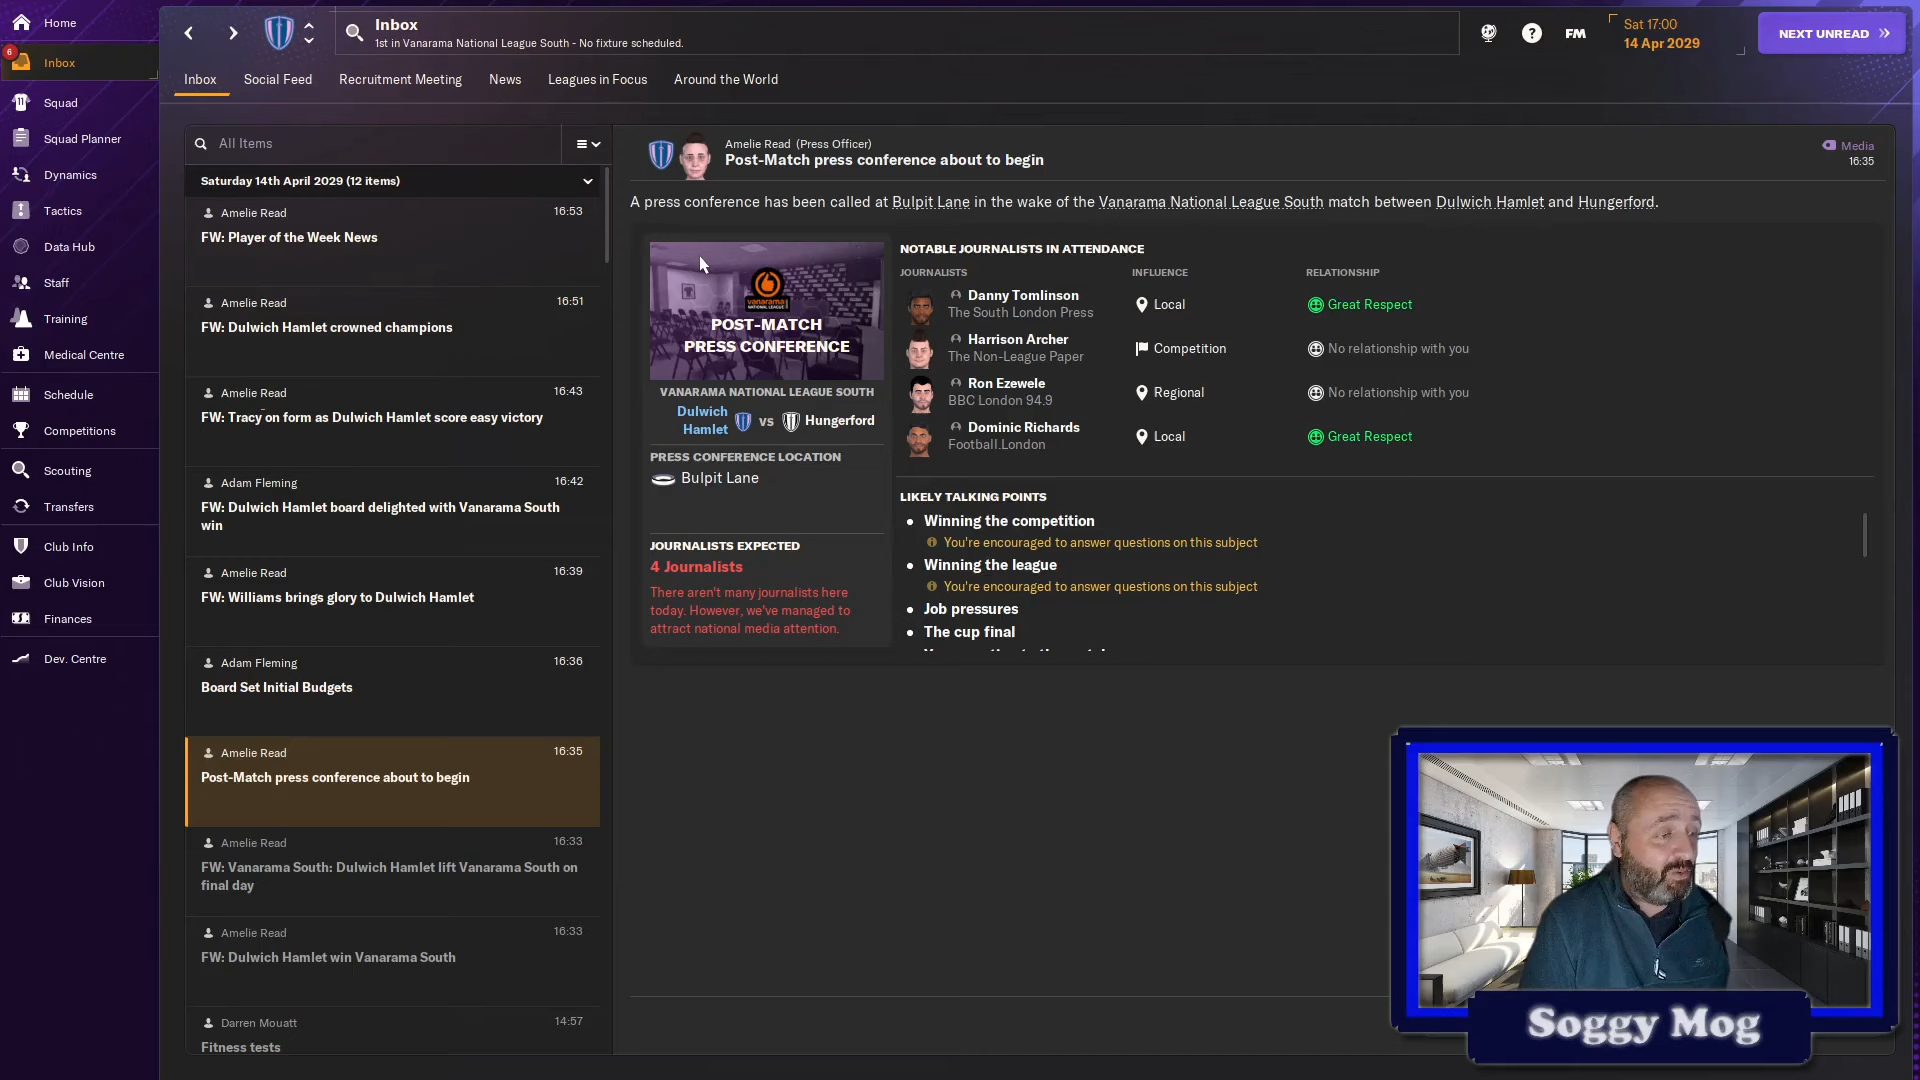 Home
6
Inbox
Squad
Squad Planner
Dynamics
Tactics
Data Hub
Staff
Training
Medical Centre
Schedule
Competitions
Scouting
Transfers
Club Info
Club Vision
Finances
Dev. Centre
Inbox
1st in Vanarama National League South - No fixture scheduled.
FM
Sat 17:00
14 Apr 2029
NEXT UNREAD
Inbox
Social Feed
Recruitment Meeting
News
Leagues in Focus
Around the World
All Items
Saturday 14th April 2029 (12 items)
Amelie Read 16:53
FW: Player of the Week News
Amelie Read 16:51
FW: Dulwich Hamlet crowned champions
Amelie Read 16:43
FW: Tracy on form as Dulwich Hamlet score easy victory
Adam Fleming 16:42
FW: Dulwich Hamlet board delighted with Vanarama South
win
Amelie Read 16:39
FW: Williams brings glory to Dulwich Hamlet
Adam Fleming 16:36
Board Set Initial Budgets
Amelie Read 16:35
Post-Match press conference about to begin
Amelie Read 16:33
FW: Vanarama South: Dulwich Hamlet lift Vanarama South on
final day
Amelie Read 16:33
FW: Dulwich Hamlet win Vanarama South
Darren Mouatt 14:57
Fitness tests
Amelie Read (Press Officer)
Post-Match press conference about to begin
Media
16:35
A press conference has been called at Bulpit Lane in the wake of the Vanarama National League South match between Dulwich Hamlet and Hungerford.
vanarama
NATIONAL LEAGUE
POST-MATCH
PRESS CONFERENCE
VANARAMA NATIONAL LEAGUE SOUTH
Dulwich
Hamlet vs Hungerford
PRESS CONFERENCE LOCATION
Bulpit Lane
JOURNALISTS EXPECTED
4 Journalists
There aren't many journalists here
today. However, we've managed to
attract national media attention.
NOTABLE JOURNALISTS IN ATTENDANCE
JOURNALISTS INFLUENCE RELATIONSHIP
Danny Tomlinson
The South London Press
Local
Great Respect
Harrison Archer
The Non-League Paper
Competition
No relationship with you
Ron Ezewele
BBC London 94.9
Regional
No relationship with you
Dominic Richards
Football.London
Local
Great Respect
LIKELY TALKING POINTS
Winning the competition
You're encouraged to answer questions on this subject
Winning the league
You're encouraged to answer questions on this subject
Job pressures
The cup final
Soggy Mog